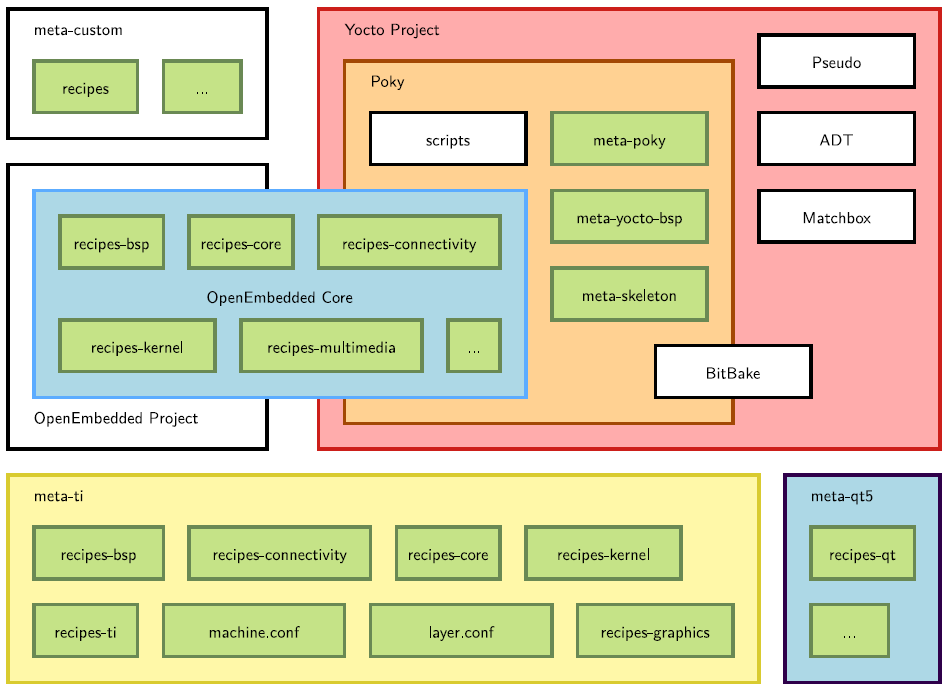 meta-custom
recipes
...
Yocto Project
Poky
scripts
meta-poky
meta-yocto-bsp
meta-skeleton
BitBake
Pseudo
ADT
Matchbox
recipes-bsp
recipes-core
recipes-connectivity
OpenEmbedded Core
recipes-kernel
recipes-multimedia
...
OpenEmbedded Project
meta-ti
recipes-bsp
recipes-connectivity
recipes-core
recipes-kernel
recipes-ti
machine.conf
layer.conf
recipes-graphics
meta-qt5
recipes-qt
...